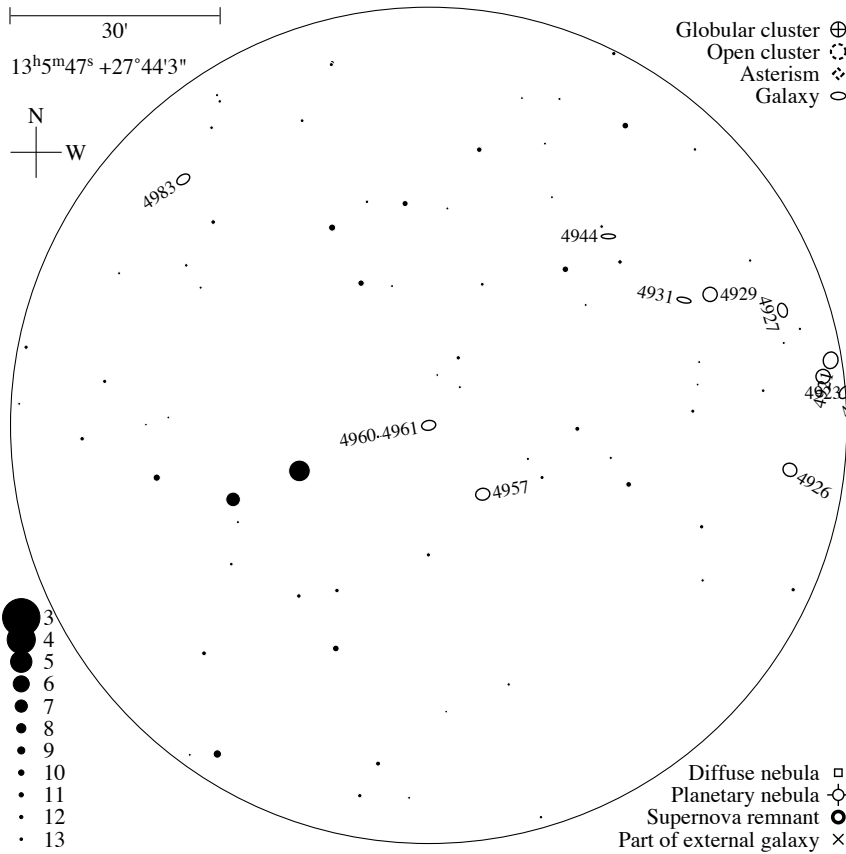 30'
13h5m47s +27°44'3"
N
W
Globular cluster
Open cluster
Asterism
Galaxy
4983
4944
4931
4929
4927
4923
4960
4961
4957
4926
3
4
5
6
7
8
9
10
11
12
13
Diffuse nebula
Planetary nebula
Supernova remnant
Part of external galaxy